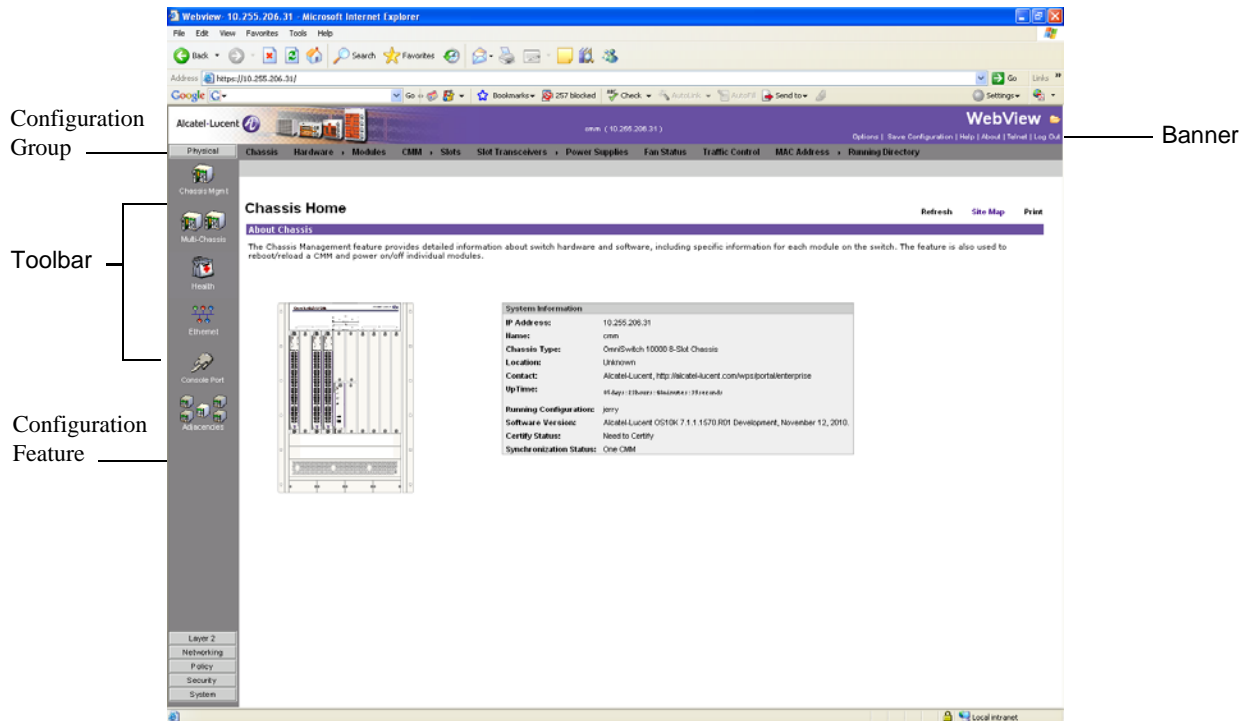 Webview- 10.255.206.31 - Microsoft Internet Explorer
File Edit View Favorites Tools Help
Back Search Favorites
Address https://10.255.206.31/ Go Links
Google Go Bookmarks 257 blocked Check AutoLink AutoFill Send to Settings
Configuration
Group
Alcatel-Lucent
omm ( 10.255.206.31 )
WebView
Options | Save Configuration | Help | About | Telnet | Log Out
Banner
Physical
Chassis Hardware Modules CMM Slots Slot Transceivers Power Supplies Fan Status Traffic Control MAC Address Running Directory
Chassis Mgmt
Chassis Home
Refresh Site Map Print
Toolbar
Multi-Chassis
Health
Ethernet
Console Port
Adjacencies
About Chassis
The Chassis Management feature provides detailed information about switch hardware and software, including specific information for each module on the switch. The feature is also used to
reboot/reload a CMM and power on/off individual modules.
System Information
IP Address: 10.255.206.31
Name: cmm
Chassis Type: OmniSwitch 10000 8-Slot Chassis
Location: Unknown
Contact: Alcatel-Lucent, http://alcatel-lucent.com/wps/portal/enterprise
UpTime:
Running Configuration: jerry
Software Version: Alcatel-Lucent OS10K 7.1.1.1570.R01 Development, November 12, 2010.
Certify Status: Need to Certify
Synchronization Status: One CMM
Configuration
Feature
Layer 2
Networking
Policy
Security
System
Local intranet